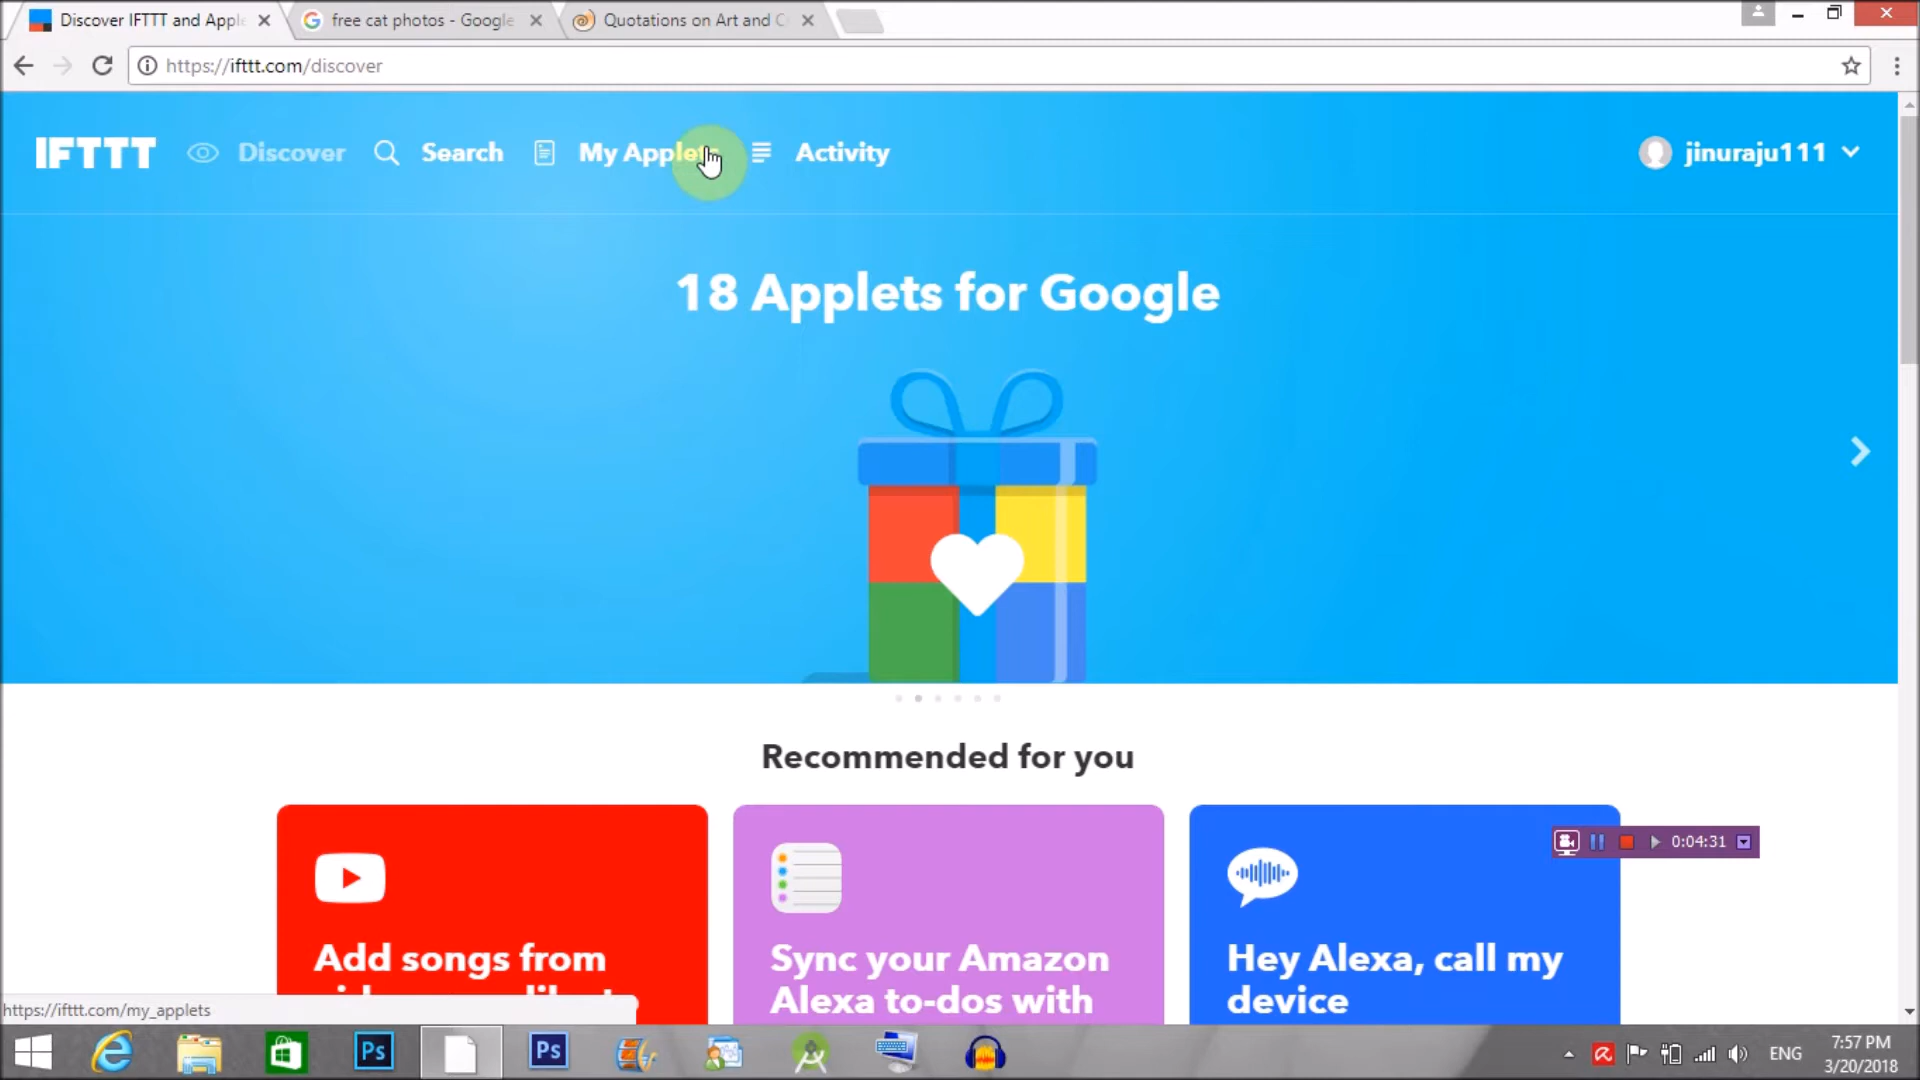 Discover IFTTT and Apple
free cat photos - Google
Quotations on Art and C
https://ifttt.com/discover
IFTTT Discover Search My Applets Activity jinuraju111
18 Applets for Google
Recommended for you
Add songs from
Sync your Amazon
Alexa to-dos with
Hey Alexa, call my
device
0:04:31
https://ifttt.com/my_applets
Ps
Ps
ENG
7:57 PM
3/20/2018